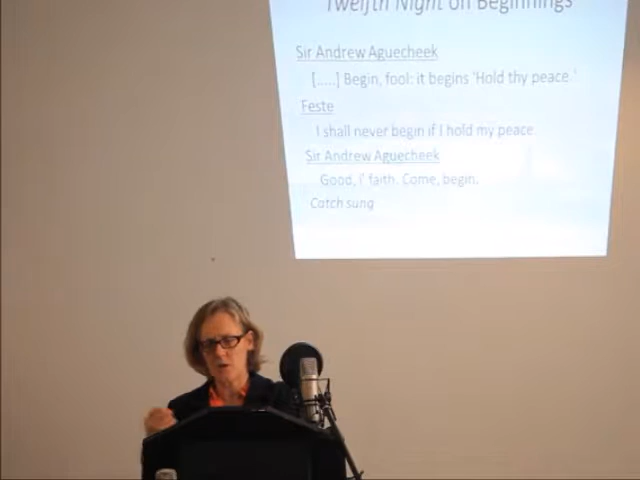 Twelfth Night on Beginnings
Sir Andrew Aguecheek
[.....] Begin, fool: it begins 'Hold thy peace.'
Feste
I shall never begin if I hold my peace.
Sir Andrew Aguecheek
Good, i' faith. Come, begin.
Catch sung